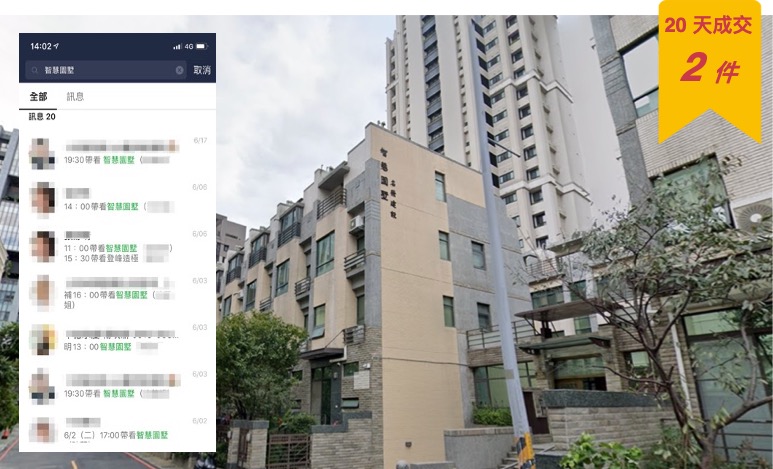 20 天成交
2 件
14:02
4G
智慧園墅
取消
全部 訊息
訊息 20
6/17
19:30帶看 智慧園墅（
6/06
14：00帶看智慧園墅（
6/06
11：00帶看智慧園墅
15：30帶看登峰造極
6/03
補16：00帶看智慧園墅（
姐）
6/03
明13：00智慧園墅
6/03
19:30帶看 智慧園墅（
6/02
6/2（二）17:00帶看智慧園墅
智慧園墅